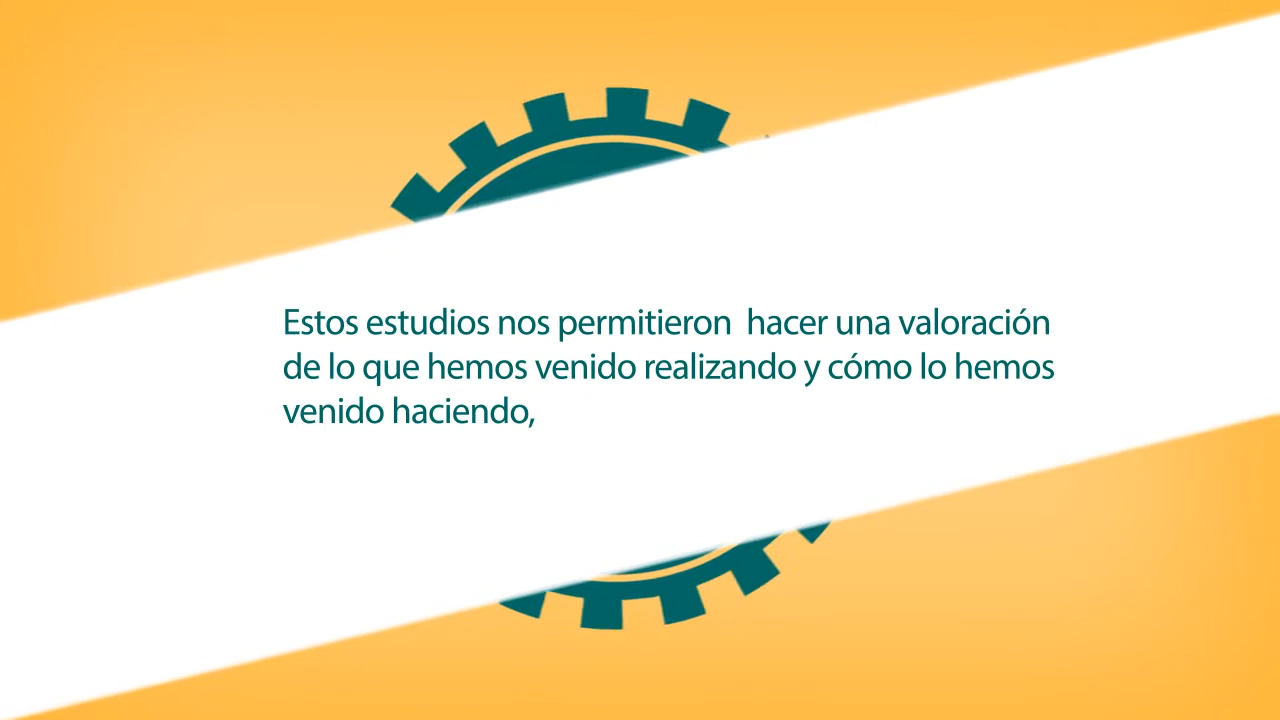 Estos estudios nos permitieron  hacer una valoración
de lo que hemos venido realizando y cómo lo hemos
venido haciendo,